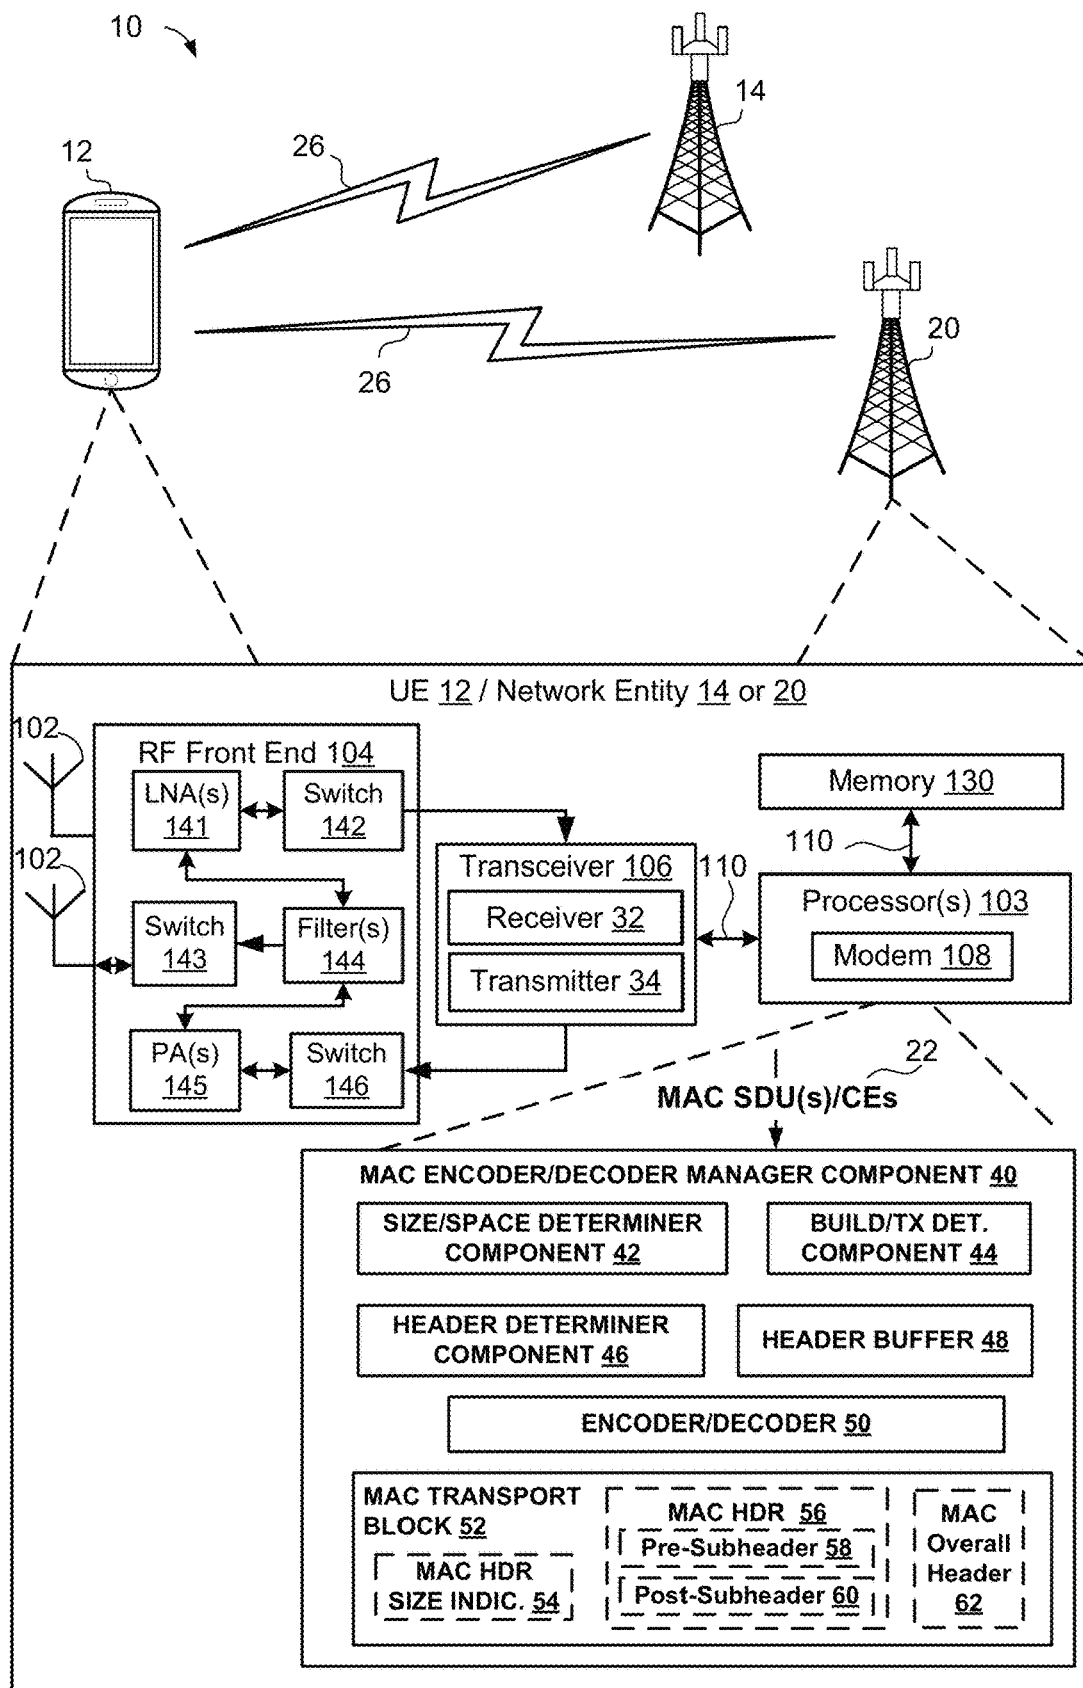 10
14
12
26
20
26
UE 12 / Network Entity 14 or 20
102
RF Front End 104
LNA(s)
141
Switch
142
Memory 130
110
102
Transceiver 106
110
Receiver 32
Processor(s) 103
Switch
143
Filter(s)
144
Modem 108
Transmitter 34
PA(s)
145
Switch
146
22
MAC SDU(s)/CEs
MAC ENCODER/DECODER MANAGER COMPONENT 40
SIZE/SPACE DETERMINER
COMPONENT 42
BUILD/TX DET.
COMPONENT 44
HEADER DETERMINER
COMPONENT 46
HEADER BUFFER 48
ENCODER/DECODER 50
MAC TRANSPORT
BLOCK 52
MAC HDR
SIZE INDIC. 54
MAC HDR 56
Pre-Subheader 58
Post-Subheader 60
MAC
Overall
Header
62